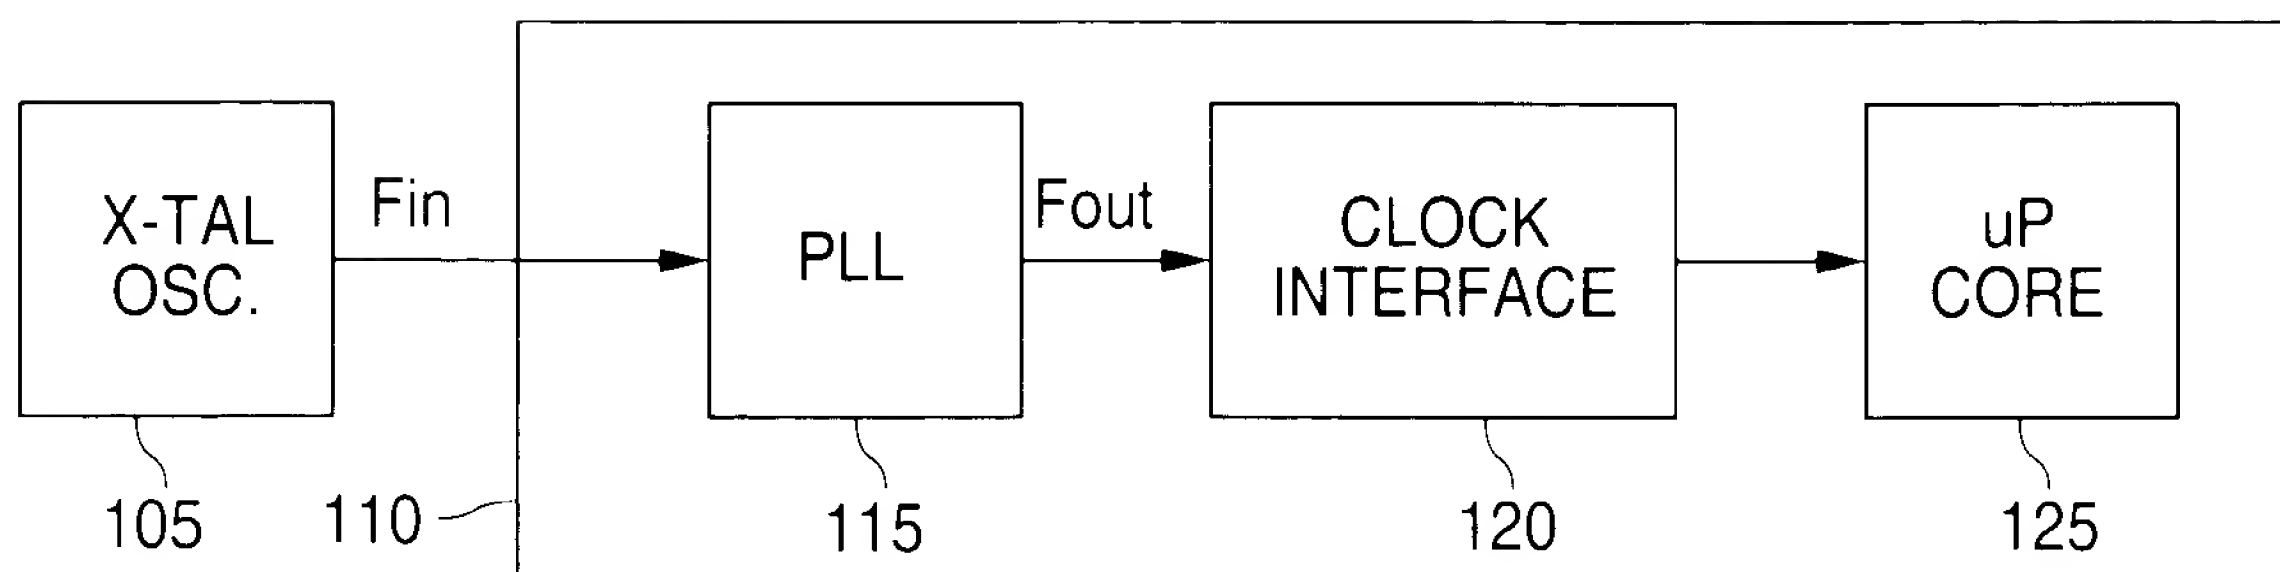 X-TAL
OSC.
Fin
PLL
Fout
CLOCK
INTERFACE
uP
CORE
105
110
115
120
125